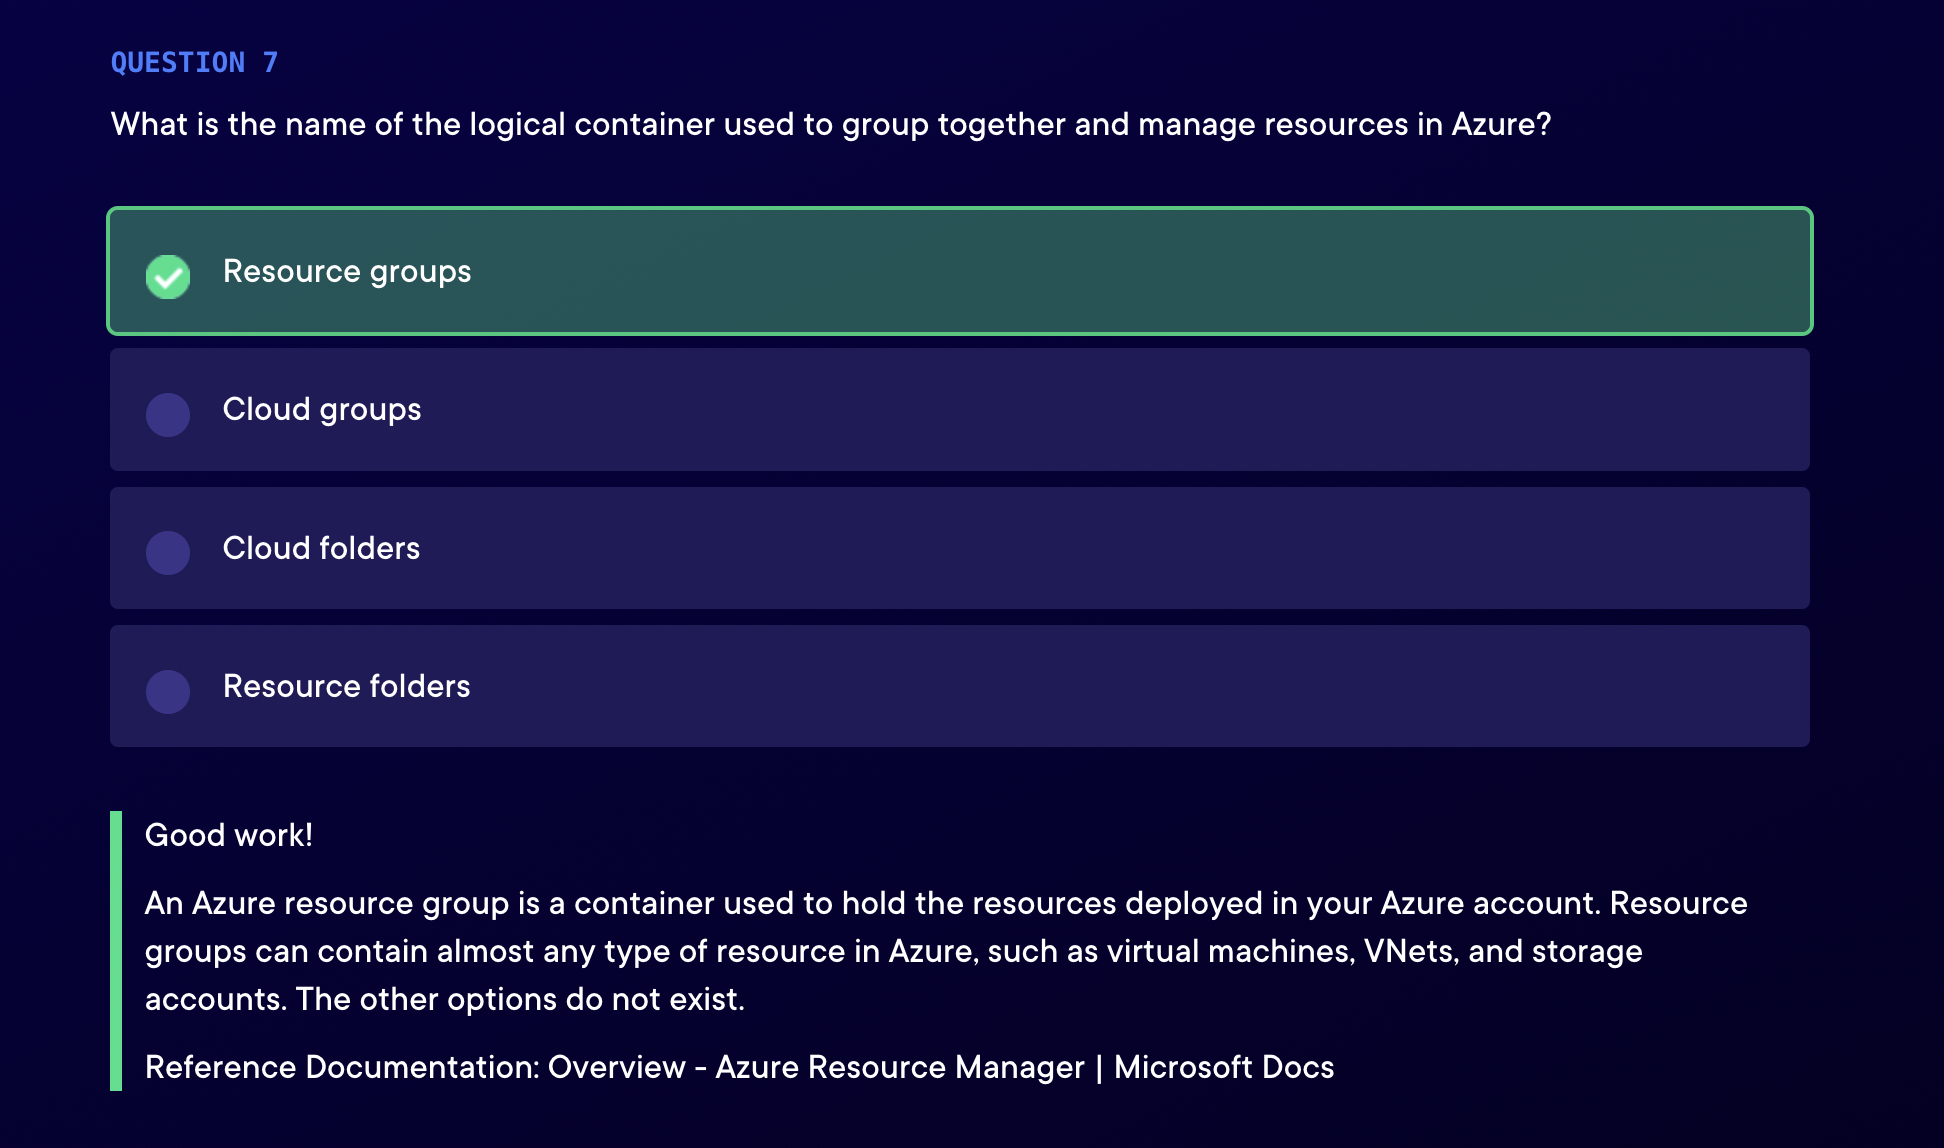 QUESTION 7
What is the name of the logical container used to group together and manage resources in Azure?
Resource groups
Cloud groups
Cloud folders
Resource folders
Good work!
An Azure resource group is a container used to hold the resources deployed in your Azure account. Resource
groups can contain almost any type of resource in Azure, such as virtual machines, VNets, and storage
accounts. The other options do not exist.
Reference Documentation: Overview - Azure Resource Manager | Microsoft Docs